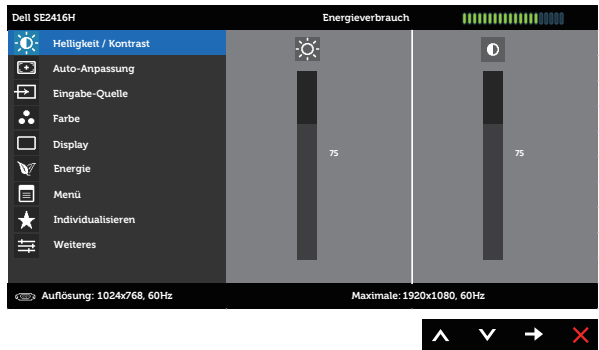 Dell SE2416H Energieverbrauch
Helligkeit / Kontrast
Auto-Anpassung
Eingabe-Quelle
Farbe
Display
Energie
Menü
Individualisieren
Weiteres
75 75
Auflösung: 1024x768, 60Hz Maximale: 1920x1080, 60Hz